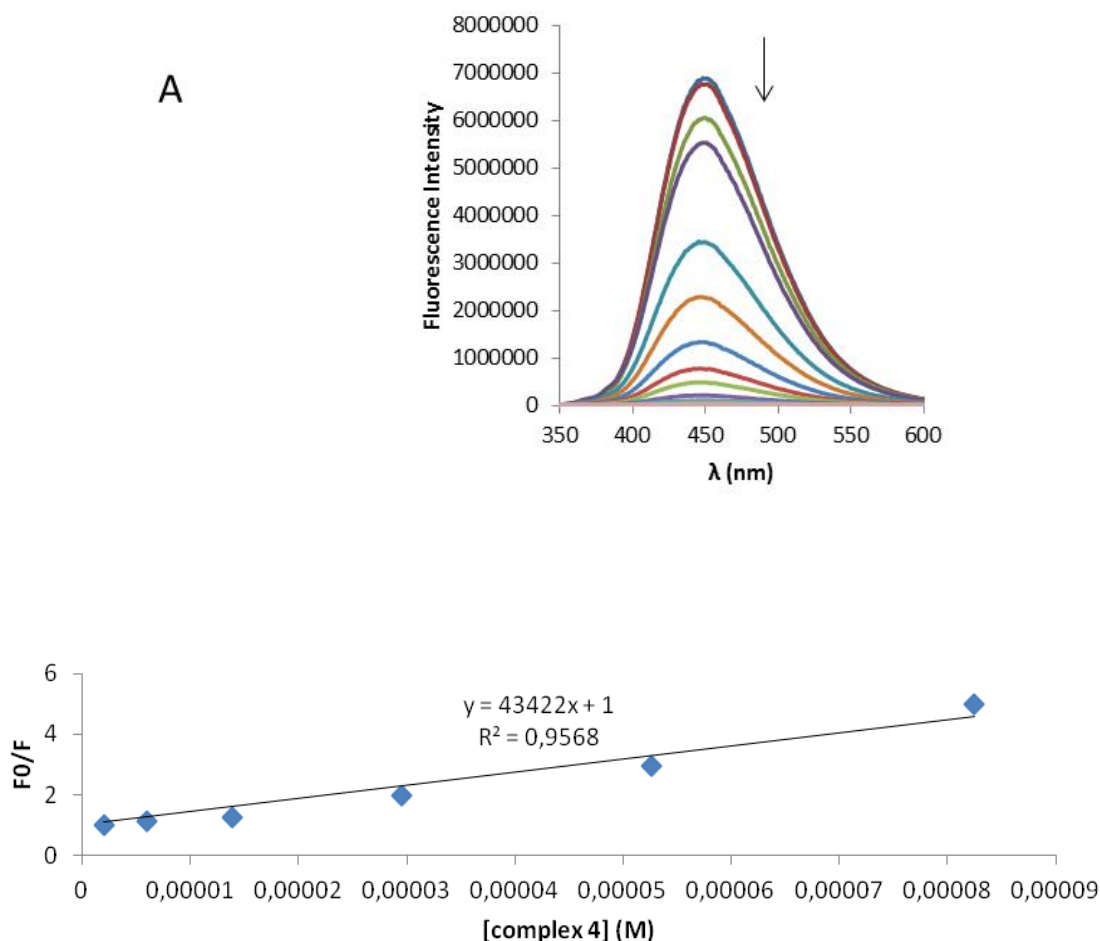 A
8000000
7000000
6000000
5000000
4000000
3000000
2000000
1000000
0
Fluorescence Intensity
350 400 450 500 550 600
λ (nm)
6
4
2
0
F0/F
y = 43422x + 1
R² = 0,9568
0 0,00001 0,00002 0,00003 0,00004 0,00005 0,00006 0,00007 0,00008 0,00009
[complex 4] (M)